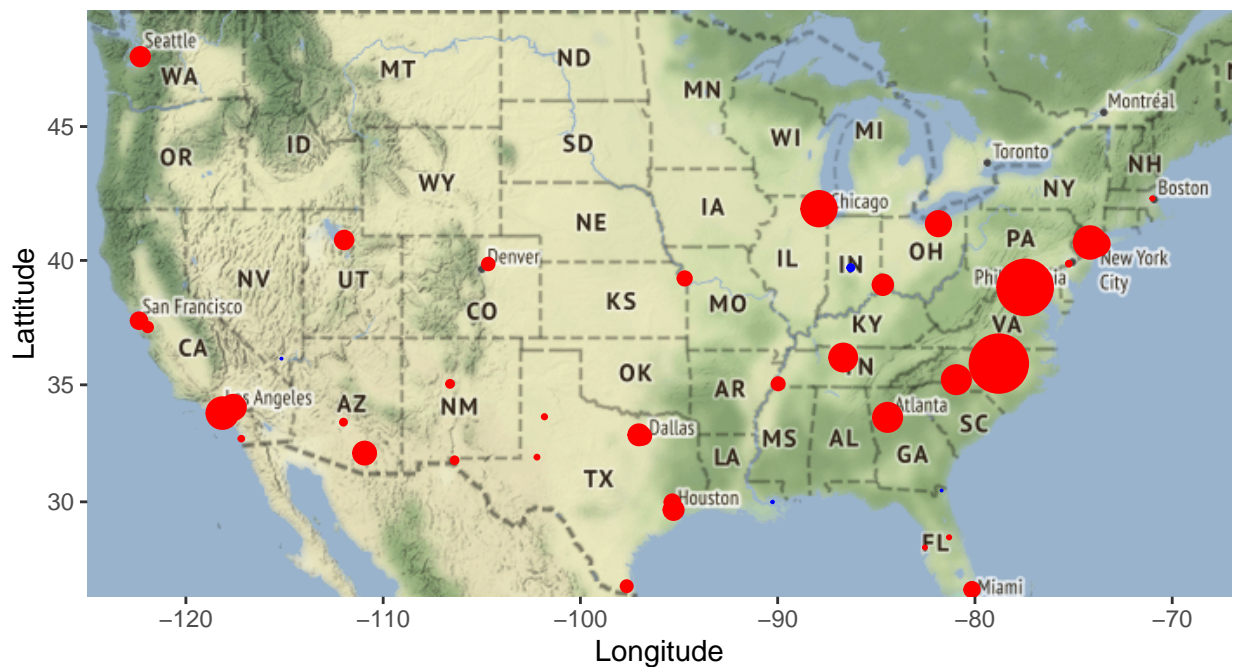 Seattle
WA
MT
ND
MN
Montréal
WI
MI
OR
ID
SD
Toronto
NH
WY
NY
Boston
IA
Chicago
NE
PA
OH
New York
City
NV
UT
Denver
IL
IN
CO
KS
MO
San Francisco
CA
KY
VA
OK
TN
AR
AZ
NM
Los Angeles
Atlanta
SC
Dallas
MS
AL
GA
LA
TX
Houston
FL
Miami
45
40
35
30
Lattitude
−120
−110
−100
−90
−80
−70
Longitude